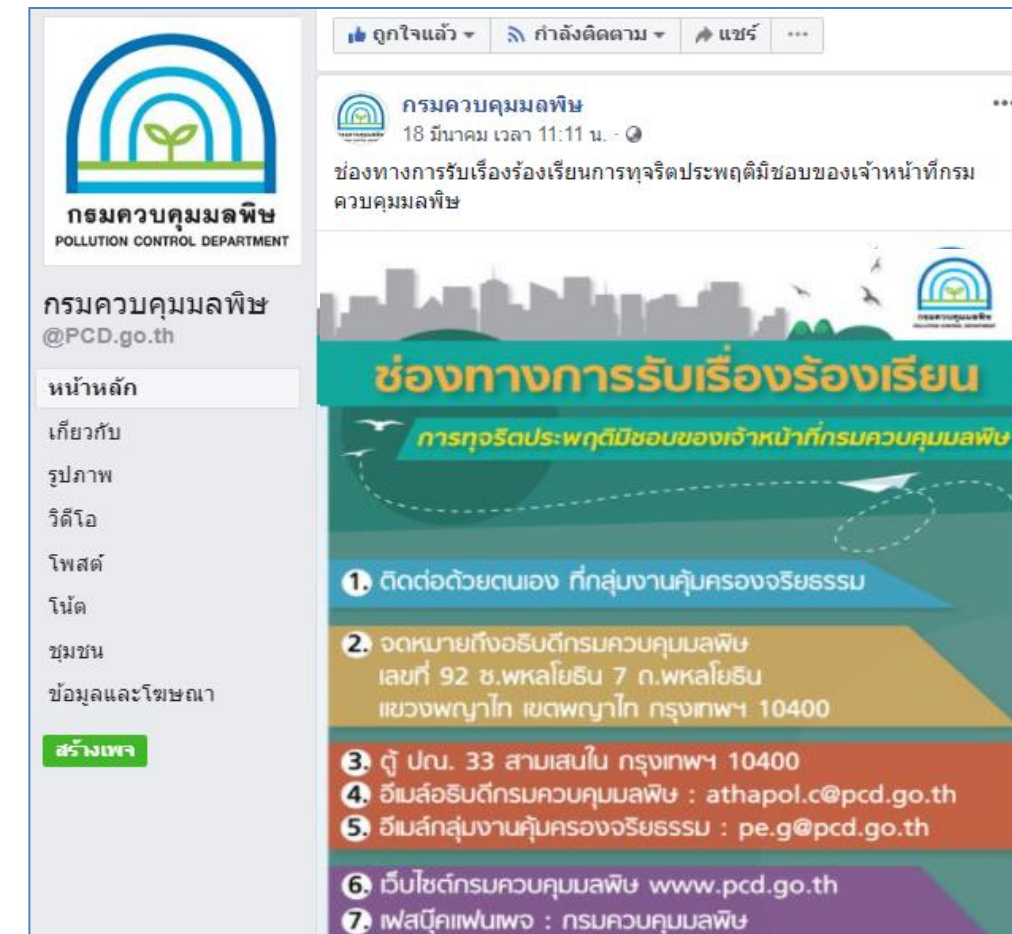 กรมควบคุมมลพิษ
POLLUTION CONTROL DEPARTMENT
กรมควบคุมมลพิษ
@PCD.go.th
หน้าหลัก
เกี่ยวกับ
รูปภาพ
วิดีโอ
โพสต์
โน้ต
ชุมชน
ข้อมูลและโฆษณา
สร้างเพจ
ถูกใจแล้ว
กำลังติดตาม
แชร์
กรมควบคุมมลพิษ
18 มีนาคม เวลา 11:11 น.
ช่องทางการรับเรื่องร้องเรียนการทุจริตประพฤติมิชอบของเจ้าหน้าที่กรม
ควบคุมมลพิษ
กรมควบคุมมลพิษ
POLLUTION CONTROL DEPARTMENT
ช่องทางการรับเรื่องร้องเรียน
การทุจริตประพฤติมิชอบของเจ้าหน้าที่กรมควบคุมมลพิษ
1. ติดต่อด้วยตนเอง ที่กลุ่มงานคุ้มครองจริยธรรม
2. จดหมายถึงอธิบดีกรมควบคุมมลพิษ
เลขที่ 92 ซ.พหลโยธิน 7 ถ.พหลโยธิน
แขวงพญาไท เขตพญาไท กรุงเทพฯ 10400
3. ตู้ ปณ. 33 สามเสนใน กรุงเทพฯ 10400
4. อีเมล์อธิบดีกรมควบคุมมลพิษ : athapol.c@pcd.go.th
5. อีเมล์กลุ่มงานคุ้มครองจริยธรรม : pe.g@pcd.go.th
6. เว็บไซต์กรมควบคุมมลพิษ www.pcd.go.th
7. เฟสบุ๊คแฟนเพจ : กรมควบคุมมลพิษ